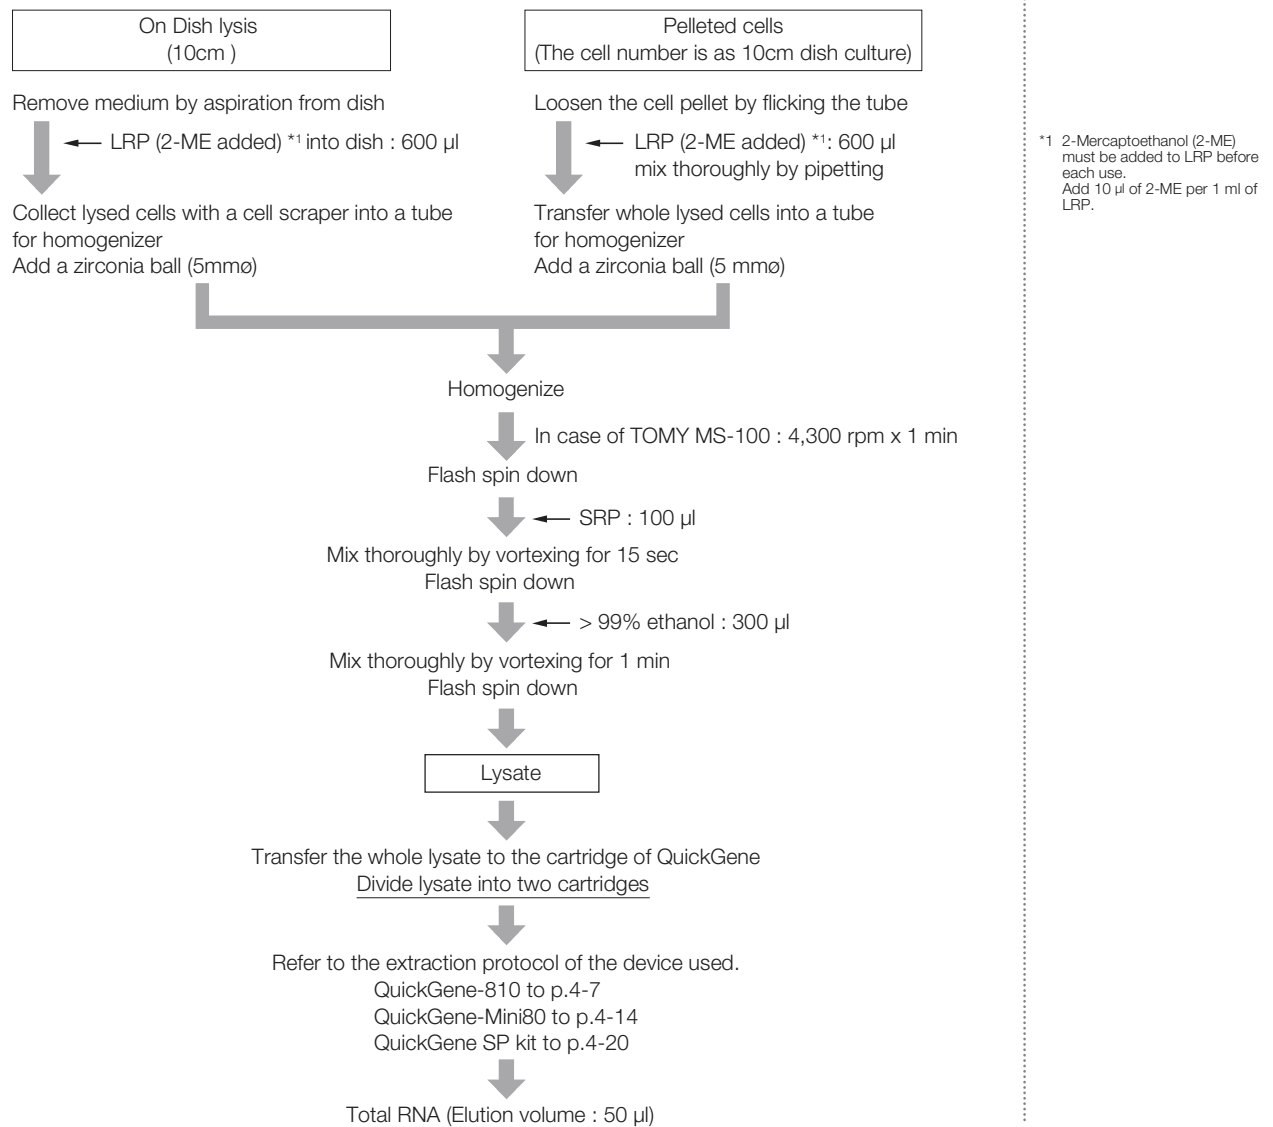 On Dish lysis
(10cm )
Remove medium by aspiration from dish
LRP (2-ME added) *1 into dish : 600 µl
Collect lysed cells with a cell scraper into a tube
for homogenizer
Add a zirconia ball (5mmø)
Pelleted cells
(The cell number is as 10cm dish culture)
Loosen the cell pellet by flicking the tube
LRP (2-ME added) *1: 600 µl
mix thoroughly by pipetting
Transfer whole lysed cells into a tube
for homogenizer
Add a zirconia ball (5 mmø)
Homogenize
In case of TOMY MS-100 : 4,300 rpm x 1 min
Flash spin down
SRP : 100 µl
Mix thoroughly by vortexing for 15 sec
Flash spin down
> 99% ethanol : 300 µl
Mix thoroughly by vortexing for 1 min
Flash spin down
Lysate
Transfer the whole lysate to the cartridge of QuickGene
Divide lysate into two cartridges
Refer to the extraction protocol of the device used.
QuickGene-810 to p.4-7
QuickGene-Mini80 to p.4-14
QuickGene SP kit to p.4-20
Total RNA (Elution volume : 50 µl)
*1 2-Mercaptoethanol (2-ME)
must be added to LRP before
each use.
Add 10 µl of 2-ME per 1 ml of
LRP.